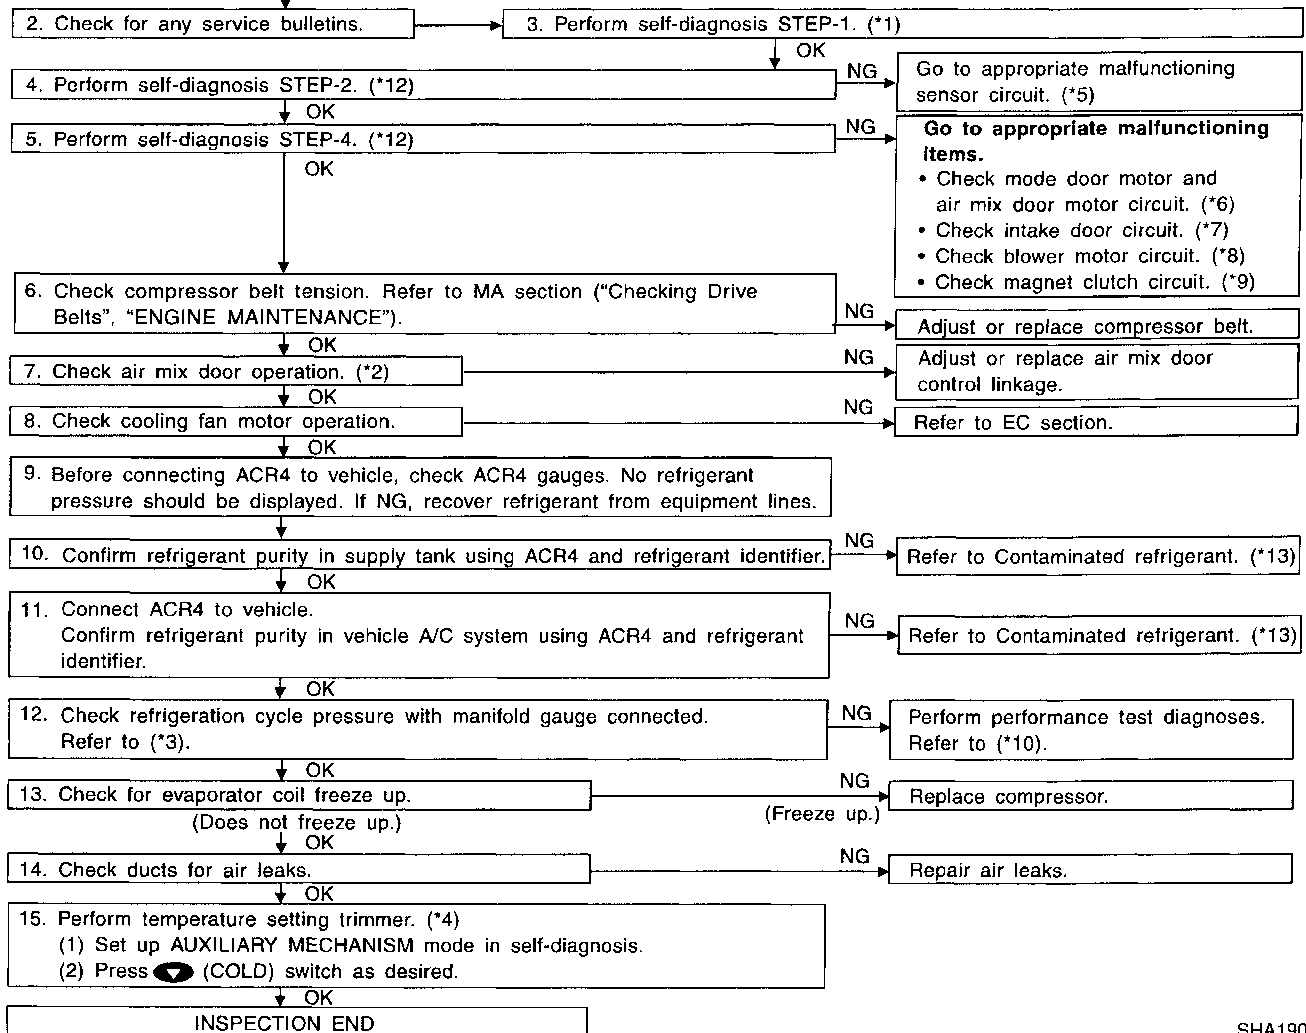 2. Check for any service bulletins.
3. Perform self-diagnosis STEP-1. (*1)
OK
4. Perform self-diagnosis STEP-2. (*12)
NG
Go to appropriate malfunctioning
sensor circuit. (*5)
OK
5. Perform self-diagnosis STEP-4. (*12)
NG
Go to appropriate malfunctioning
items.
• Check mode door motor and
air mix door motor circuit. (*6)
• Check intake door circuit. (*7)
• Check blower motor circuit. (*8)
• Check magnet clutch circuit. (*9)
OK
6. Check compressor belt tension. Refer to MA section (“Checking Drive
Belts”, “ENGINE MAINTENANCE”).
NG
Adjust or replace compressor belt.
OK
7. Check air mix door operation. (*2)
NG
Adjust or replace air mix door
control linkage.
OK
8. Check cooling fan motor operation.
NG
Refer to EC section.
OK
9. Before connecting ACR4 to vehicle, check ACR4 gauges. No refrigerant
pressure should be displayed. If NG, recover refrigerant from equipment lines.
10. Confirm refrigerant purity in supply tank using ACR4 and refrigerant identifier.
NG
Refer to Contaminated refrigerant. (*13)
OK
11. Connect ACR4 to vehicle.
Confirm refrigerant purity in vehicle A/C system using ACR4 and refrigerant
identifier.
NG
Refer to Contaminated refrigerant. (*13)
OK
12. Check refrigeration cycle pressure with manifold gauge connected.
Refer to (*3).
NG
Perform performance test diagnoses.
Refer to (*10).
OK
13. Check for evaporator coil freeze up.
NG
(Freeze up.)
Replace compressor.
(Does not freeze up.)
OK
14. Check ducts for air leaks.
NG
Repair air leaks.
OK
15. Perform temperature setting trimmer. (*4)
(1) Set up AUXILIARY MECHANISM mode in self-diagnosis.
(2) Press (COLD) switch as desired.
OK
INSPECTION END
SHA190